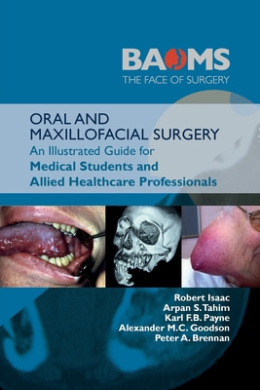 BAOMS
THE FACE OF SURGERY
ORAL AND
MAXILLOFACIAL SURGERY
An Illustrated Guide for
Medical Students and
Allied Healthcare Professionals
Robert Isaac
Arpan S. Tahim
Karl F.B. Payne
Alexander M.C. Goodson
Peter A. Brennan